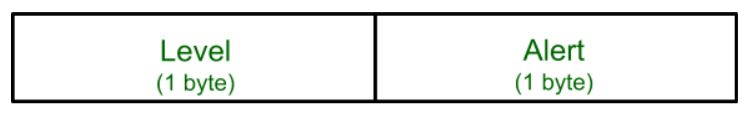 Level
(1 byte)
Alert
(1 byte)